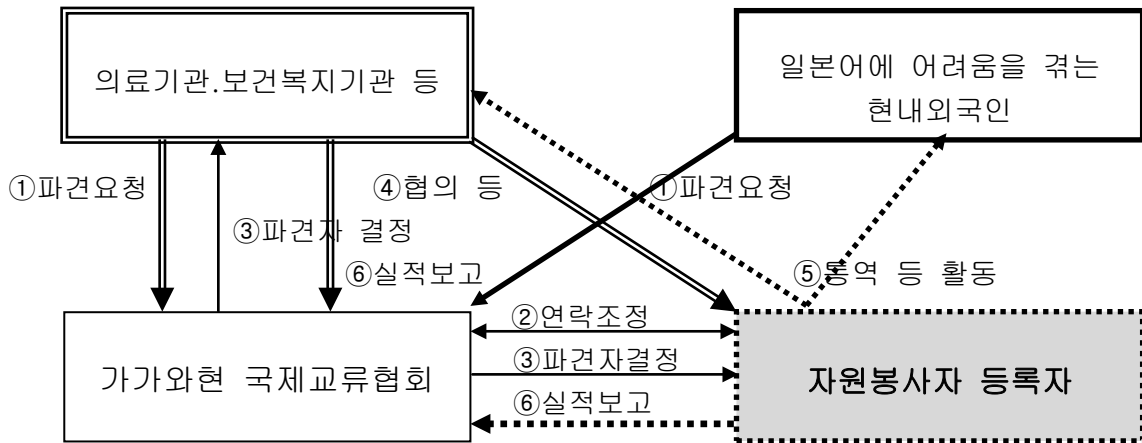 의료기관.보건복지기관 등
일본어에 어려움을 겪는
현내외국인
①파견요청
④협의 등
①파견요청
③파견자 결정
⑥실적보고
⑤통역 등 활동
②연락조정
③파견자결정
⑥실적보고
가가와현 국제교류협회
자원봉사자 등록자